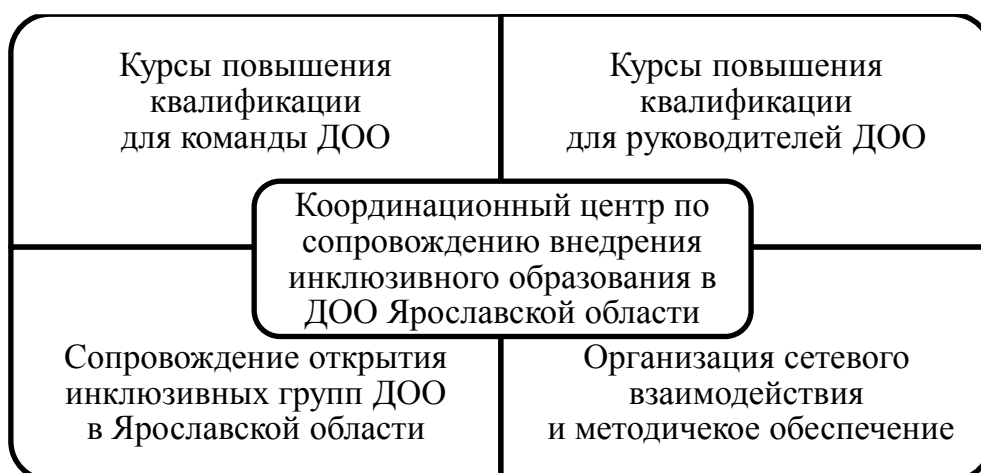 Курсы повышения
квалификации
для команды ДОО
Курсы повышения
квалификации
для руководителей ДОО
Координационный центр по
сопровождению внедрения
инклюзивного образования в
ДОО Ярославской области
Сопровождение открытия
инклюзивных групп ДОО
в Ярославской области
Организация сетевого
взаимодействия
и методичекое обеспечение